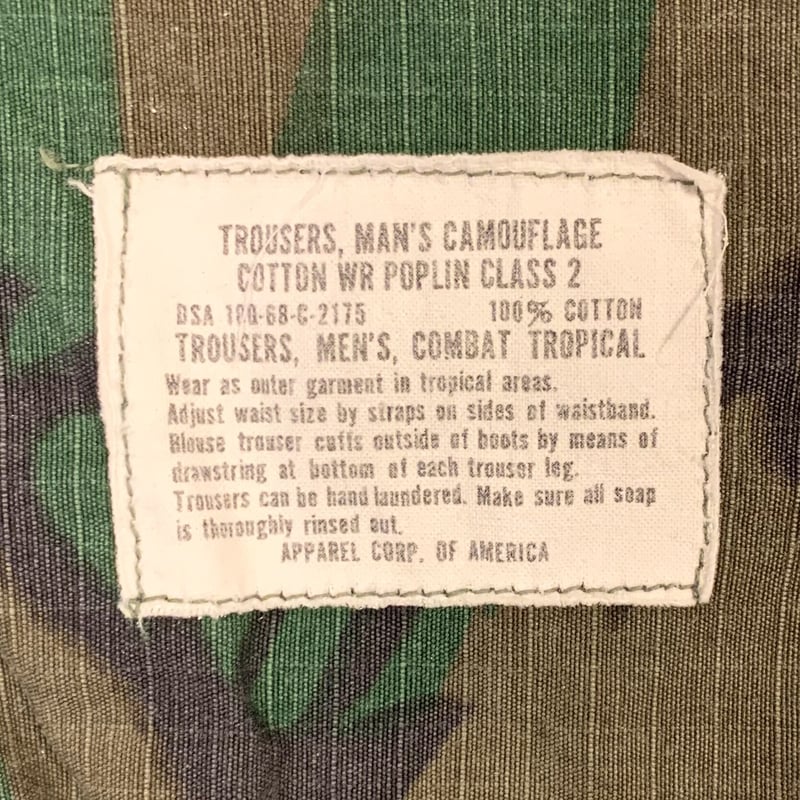 TROUSERS, MAN'S CAMOUFLAGE
COTTON WR POPLIN CLASS 2
DSA 100-68-C-2175 100% COTTON
TROUSERS, MEN'S, COMBAT TROPICAL
Wear as outer garment in tropical areas.
Adjust waist size by straps on sides of waistband.
Blouse trouser cuffs outside of boots by means of
drawstring at bottom of each trouser leg.
Trousers can be hand laundered. Make sure all soap
is thoroughly rinsed out.
APPAREL CORP. OF AMERICA